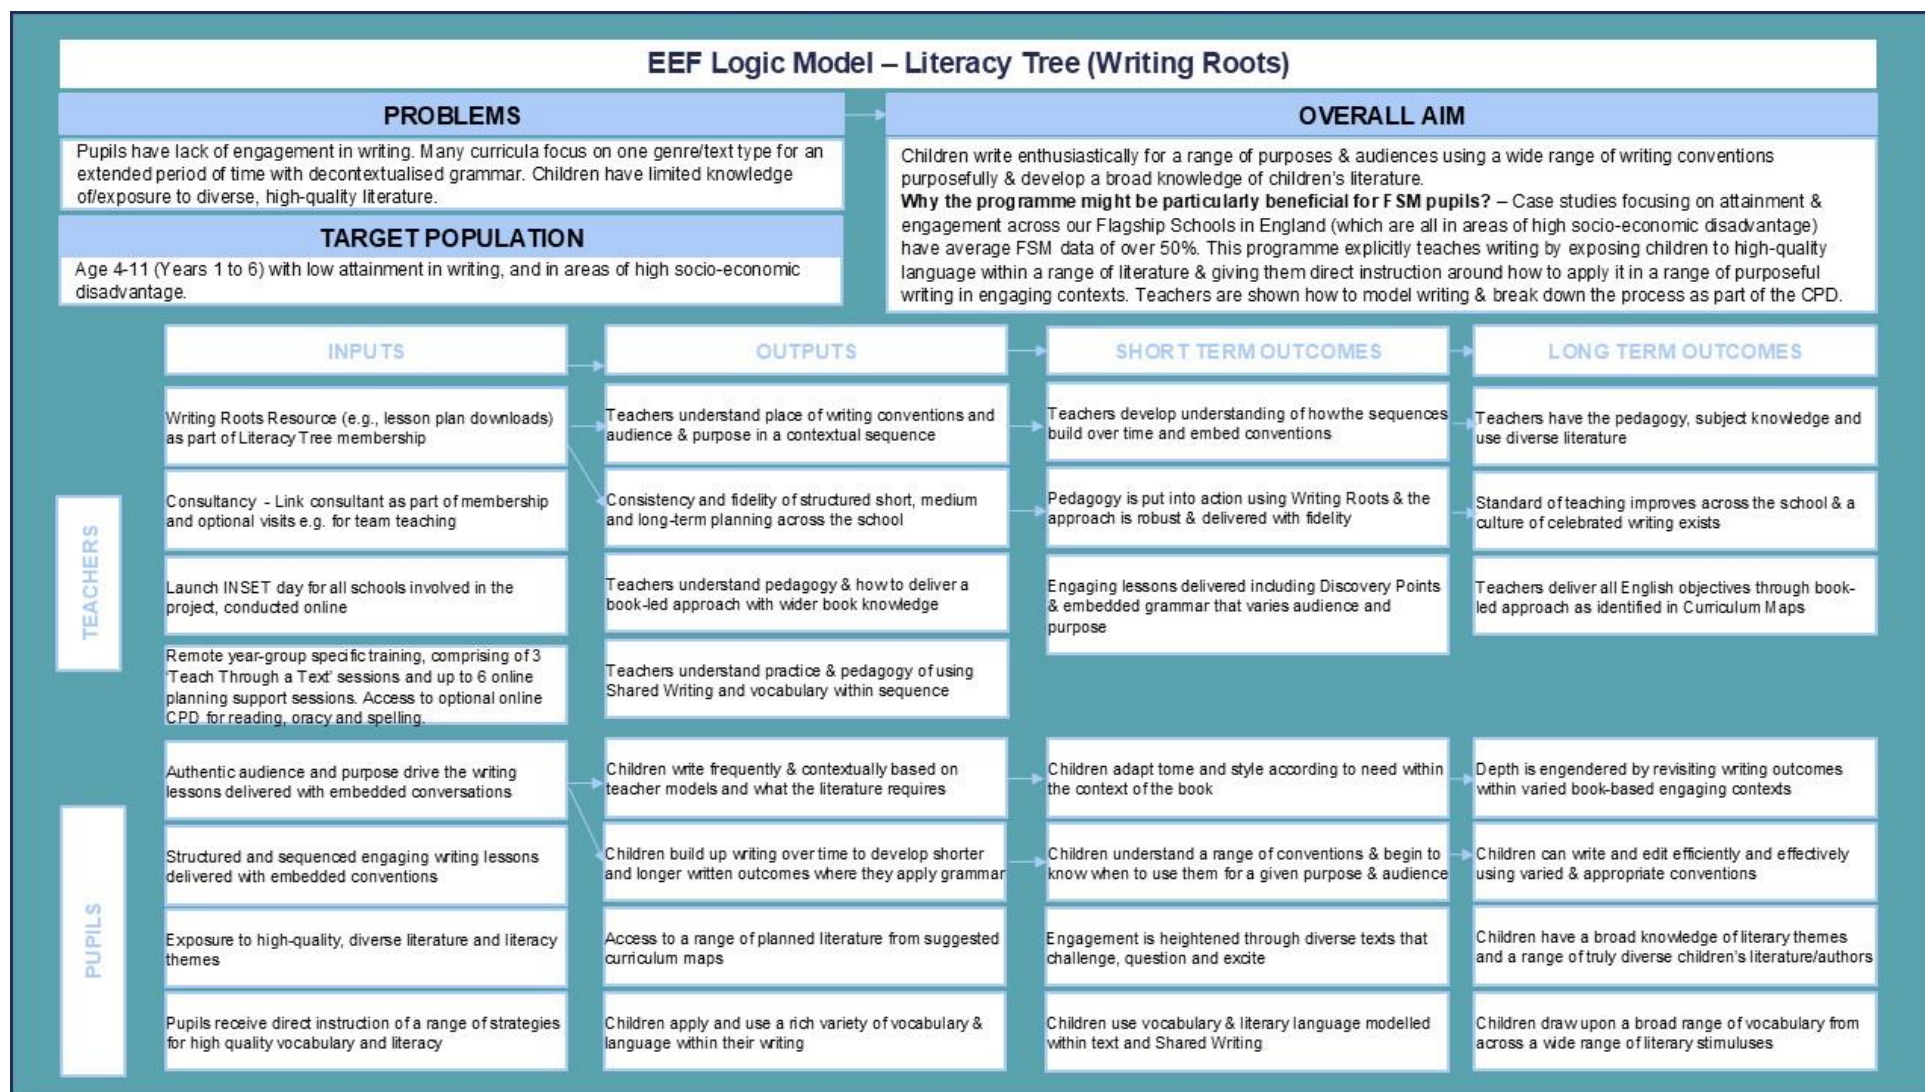 EEF Logic Model – Literacy Tree (Writing Roots)
PROBLEMS
Pupils have lack of engagement in writing. Many curricula focus on one genre/text type for an
extended period of time with decontextualised grammar. Children have limited knowledge
of/exposure to diverse, high-quality literature.
TARGET POPULATION
Age 4-11 (Years 1 to 6) with low attainment in writing, and in areas of high socio-economic
disadvantage.
OVERALL AIM
Children write enthusiastically for a range of purposes & audiences using a wide range of writing conventions
purposefully & develop a broad knowledge of children's literature.
Why the programme might be particularly beneficial for FSM pupils? – Case studies focusing on attainment &
engagement across our Flagship Schools in England (which are all in areas of high socio-economic disadvantage)
have average FSM data of over 50%. This programme explicitly teaches writing by exposing children to high-quality
language within a range of literature & giving them direct instruction around how to apply it in a range of purposeful
writing in engaging contexts. Teachers are shown how to model writing & break down the process as part of the CPD.
INPUTS
OUTPUTS
SHORT TERM OUTCOMES
LONG TERM OUTCOMES
TEACHERS
Writing Roots Resource (e.g., lesson plan downloads)
as part of Literacy Tree membership
Teachers understand place of writing conventions and
audience & purpose in a contextual sequence
Teachers develop understanding of how the sequences
build over time and embed conventions
Teachers have the pedagogy, subject knowledge and
use diverse literature
Consultancy - Link consultant as part of membership
and optional visits e.g. for team teaching
Consistency and fidelity of structured short, medium
and long-term planning across the school
Pedagogy is put into action using Writing Roots & the
approach is robust & delivered with fidelity
Standard of teaching improves across the school & a
culture of celebrated writing exists
Launch INSET day for all schools involved in the
project, conducted online
Teachers understand pedagogy & how to deliver a
book-led approach with wider book knowledge
Engaging lessons delivered including Discovery Points
& embedded grammar that varies audience and
purpose
Teachers deliver all English objectives through book-
led approach as identified in Curriculum Maps
Remote year-group specific training, comprising of 3
'Teach Through a Text' sessions and up to 6 online
planning support sessions. Access to optional online
CPD for reading, oracy and spelling.
Teachers understand practice & pedagogy of using
Shared Writing and vocabulary within sequence
PUPILS
Authentic audience and purpose drive the writing
lessons delivered with embedded conversations
Children write frequently & contextually based on
teacher models and what the literature requires
Children adapt tome and style according to need within
the context of the book
Depth is engendered by revisiting writing outcomes
within varied book-based engaging contexts
Structured and sequenced engaging writing lessons
delivered with embedded conventions
Children build up writing over time to develop shorter
and longer written outcomes where they apply grammar
Children understand a range of conventions & begin to
know when to use them for a given purpose & audience
Children can write and edit efficiently and effectively
using varied & appropriate conventions
Exposure to high-quality, diverse literature and literacy
themes
Access to a range of planned literature from suggested
curriculum maps
Engagement is heightened through diverse texts that
challenge, question and excite
Children have a broad knowledge of literary themes
and a range of truly diverse children's literature/authors
Pupils receive direct instruction of a range of strategies
for high quality vocabulary and literacy
Children apply and use a rich variety of vocabulary &
language within their writing
Children use vocabulary & literary language modelled
within text and Shared Writing
Children draw upon a broad range of vocabulary from
across a wide range of literary stimuluses